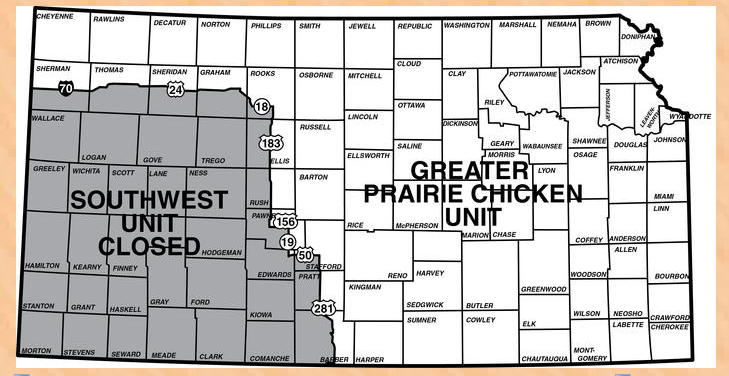 CHEYENNE
RAWLINS
DECATUR
NORTON
PHILLIPS
SMITH
JEWELL
REPUBLIC
WASHINGTON
MARSHALL
NEMAHA
BROWN
DONIPHAN
SHERMAN
THOMAS
SHERIDAN
GRAHAM
ROOKS
OSBORNE
MITCHELL
CLOUD
CLAY
POTTAWATOMIE
JACKSON
ATCHISON
70
24
18
OTTAWA
RILEY
JEFFERSON
LEAVEN-
WORTH
WYANDOTTE
WALLACE
LOGAN
GOVE
TREGO
183
ELLIS
RUSSELL
LINCOLN
DICKINSON
GEARY
WABAUNSEE
SHAWNEE
DOUGLAS
JOHNSON
SALINE
ELLSWORTH
MORRIS
OSAGE
GREELEY
WICHITA
SCOTT
LANE
NESS
RUSH
BARTON
LYON
FRANKLIN
MIAMI
SOUTHWEST
UNIT
CLOSED
GREATER
PRAIRIE CHICKEN
UNIT
PAWNEE
156
19
50
RICE
McPHERSON
MARION
CHASE
COFFEY
ANDERSON
LINN
HAMILTON
KEARNY
FINNEY
HODGEMAN
EDWARDS
STAFFORD
PRATT
RENO
HARVEY
ALLEN
WOODSON
BOURBON
KINGMAN
SEDGWICK
BUTLER
GREENWOOD
STANTON
GRANT
HASKELL
GRAY
FORD
KIOWA
281
SUMNER
COWLEY
ELK
WILSON
NEOSHO
CRAWFORD
LABETTE
CHEROKEE
MORTON
STEVENS
SEWARD
MEADE
CLARK
COMANCHE
BARBER
HARPER
CHAUTAUQUA
MONT-
GOMERY